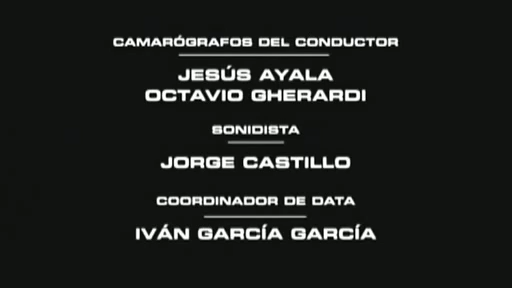 CAMARÓGRAFOS DEL CONDUCTOR
JESÚS AYALA
OCTAVIO GHERARDI
SONIDISTA
JORGE CASTILLO
COORDINADOR DE DATA
IVÁN GARCÍA GARCÍA